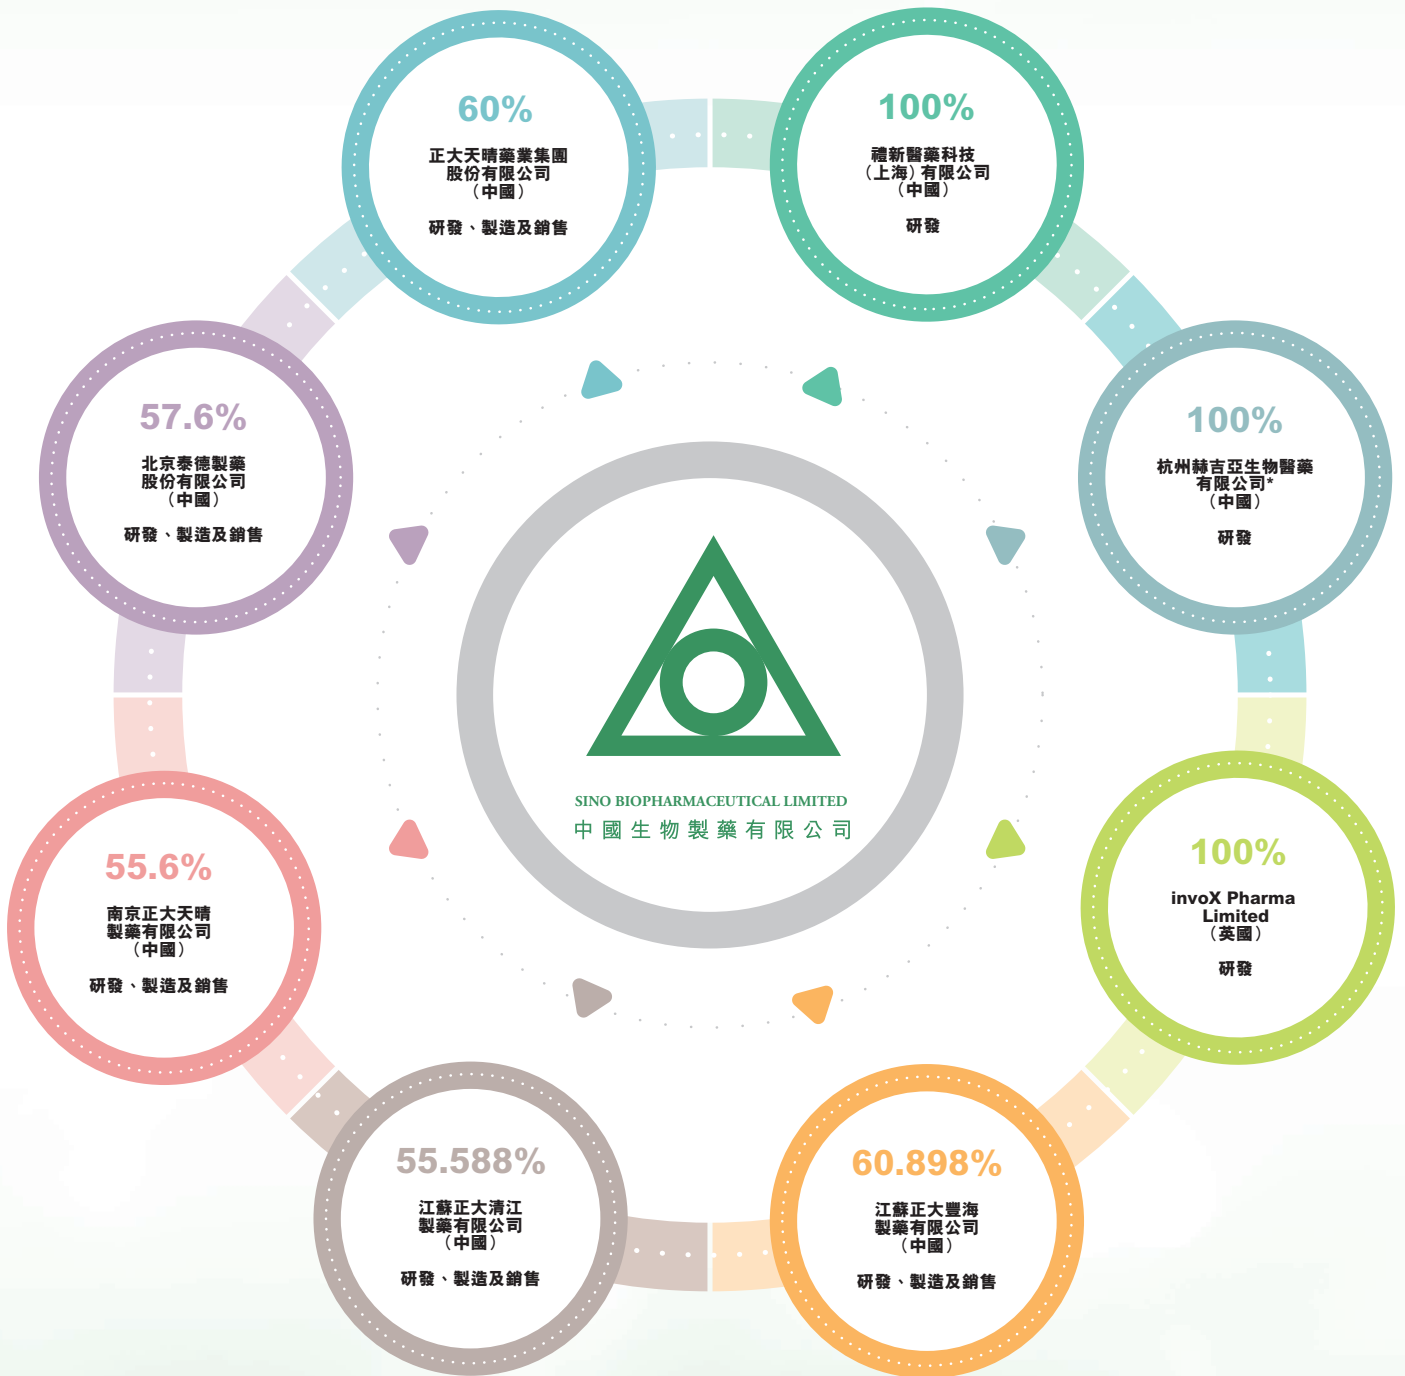 60%
正大天晴藥業集團
股份有限公司
（中國）
研發、製造及銷售
100%
禮新醫藥科技
（上海）有限公司
（中國）
研發
57.6%
北京泰德製藥
股份有限公司
（中國）
研發、製造及銷售
100%
杭州赫吉亞生物醫藥
有限公司*
（中國）
研發
SINO BIOPHARMACEUTICAL LIMITED
中國生物製藥有限公司
55.6%
南京正大天晴
製藥有限公司
（中國）
研發、製造及銷售
100%
invoX Pharma
Limited
（英國）
研發
55.588%
江蘇正大清江
製藥有限公司
（中國）
研發、製造及銷售
60.898%
江蘇正大豐海
製藥有限公司
（中國）
研發、製造及銷售